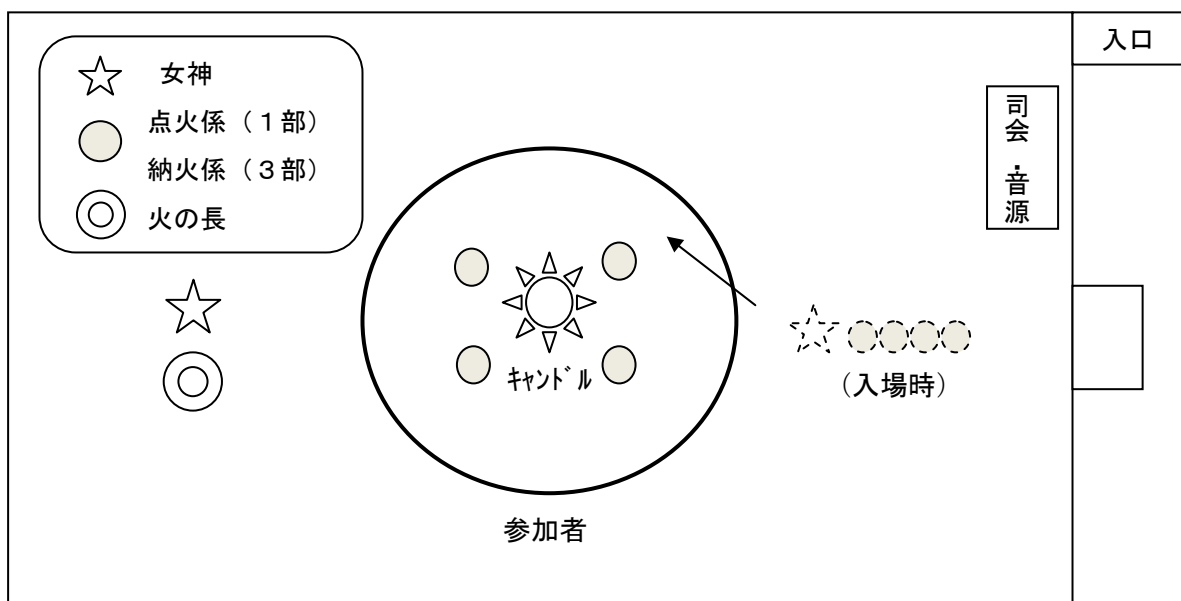 入口
女神
点火係（１部）
納火係（３部）
火の長
司会・音源
ｷｬﾝﾄﾞﾙ
（入場時）
参加者